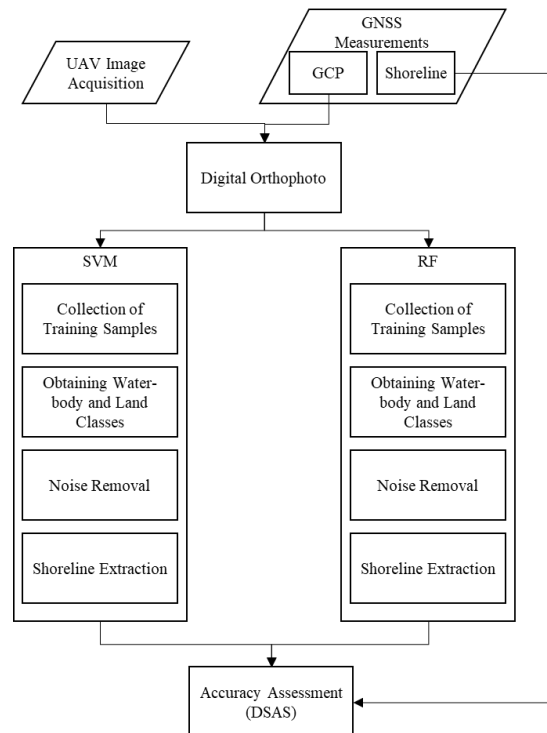 GNSS
Measurements
UAV Image
Acquisition
GCP
Shoreline
Digital Orthophoto
SVM
Collection of
Training Samples
Obtaining Water-
body and Land
Classes
Noise Removal
Shoreline Extraction
RF
Collection of
Training Samples
Obtaining Water-
body and Land
Classes
Noise Removal
Shoreline Extraction
Accuracy Assessment
(DSAS)